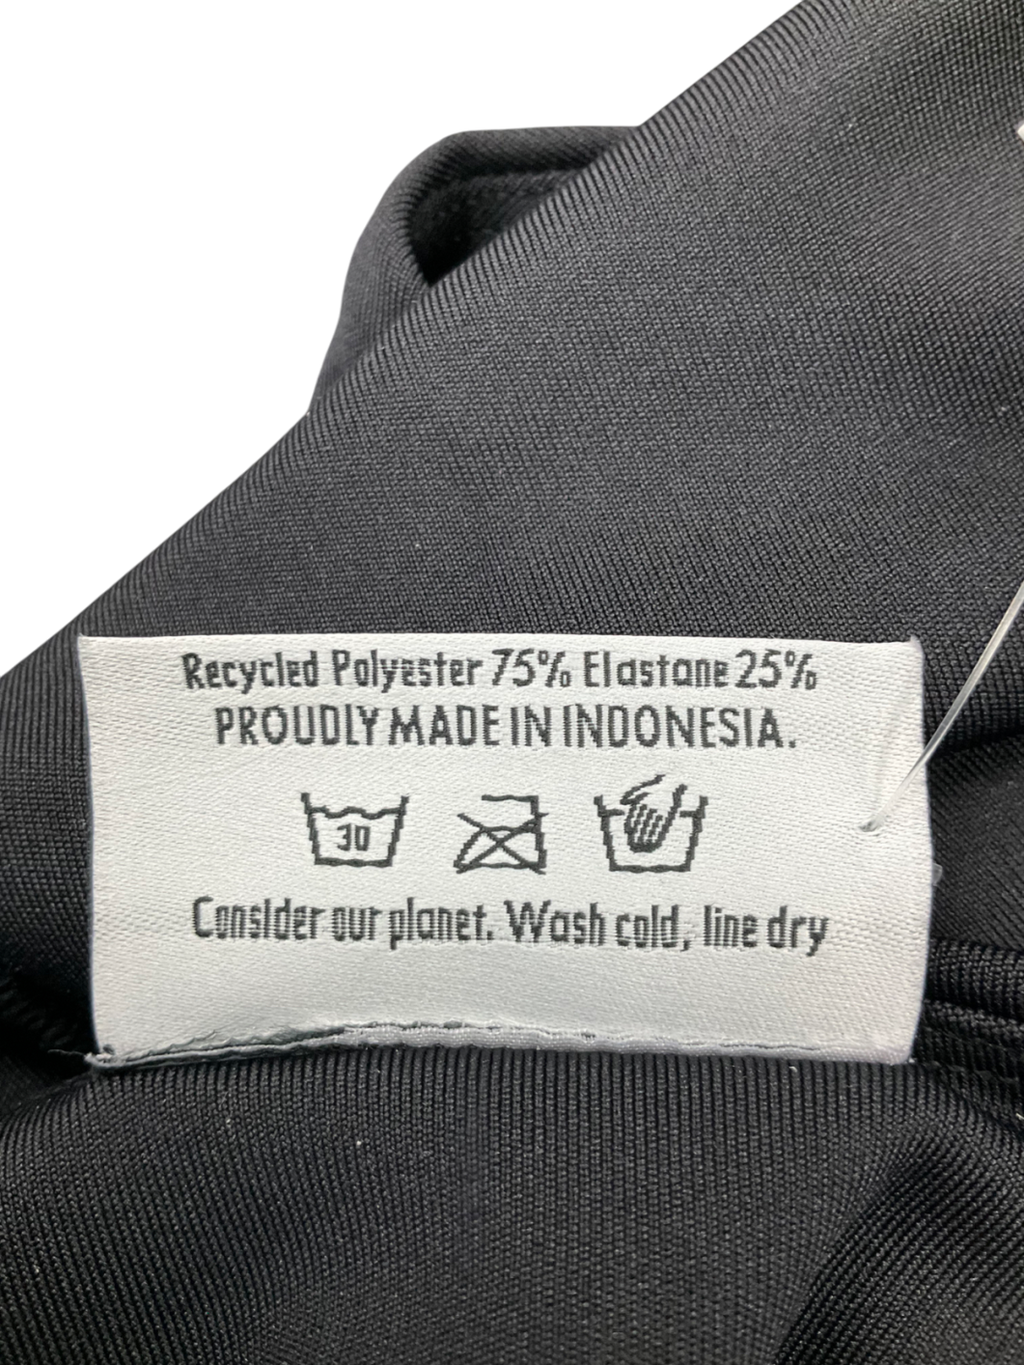 Recycled Polyester 75% Elastane 25%
PROUDLY MADE IN INDONESIA.
30
Consider our planet. Wash cold, line dry